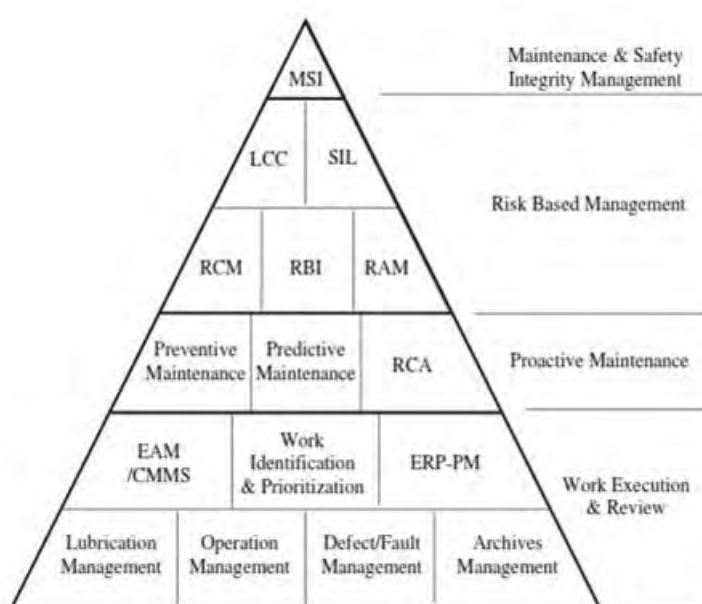 MSI
Maintenance & Safety
Integrity Management
LCC
SIL
Risk Based Management
RCM
RBI
RAM
Preventive
Maintenance
Predictive
Maintenance
RCA
Proactive Maintenance
EAM
/CMMS
Work
Identification
& Prioritization
ERP-PM
Work Execution
& Review
Lubrication
Management
Operation
Management
Defect/Fault
Management
Archives
Management